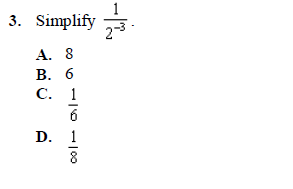 3. Simplify 1/2⁻³ .
A. 8
B. 6
C. 1/6
D. 1/8